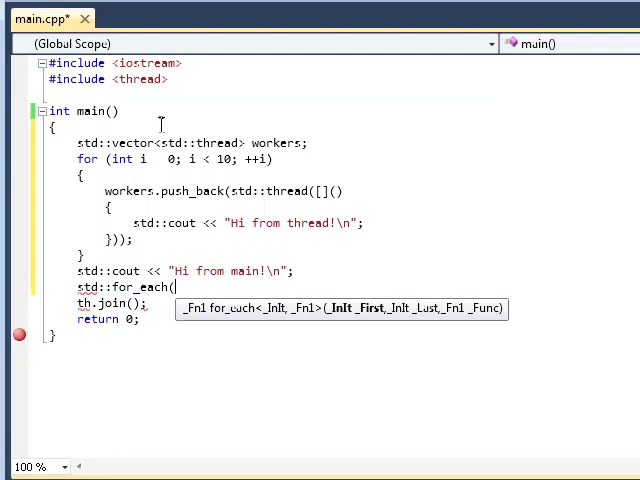 main.cpp*
(Global Scope)
main()
#include <iostream>
#include <thread>
int main()
{
std::vector<std::thread> workers;
for (int i = 0; i < 10; ++i)
{
workers.push_back(std::thread([]()
{
std::cout << "Hi from thread!\n";
}));
}
std::cout << "Hi from main!\n";
std::for_each(
th.join();
_Fn1 for_each<_InIt, _Fn1>(_InIt _First,_InIt _Last,_Fn1 _Func)
return 0;
}
100 %